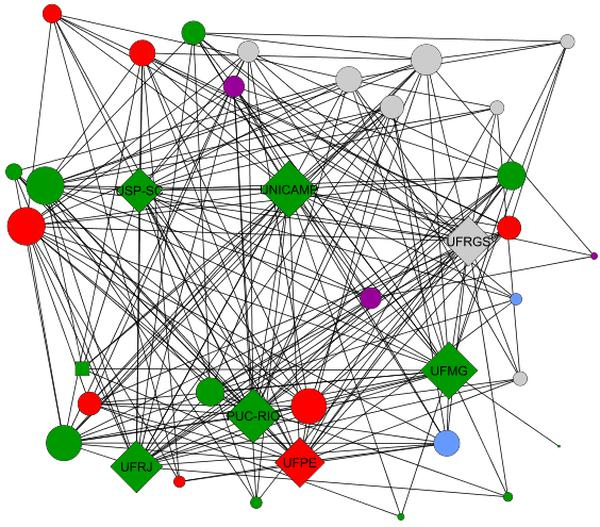 USP-SC
UNICAMP
UFRGS
UFMG
PUC-RIO
UFRJ
UFPE